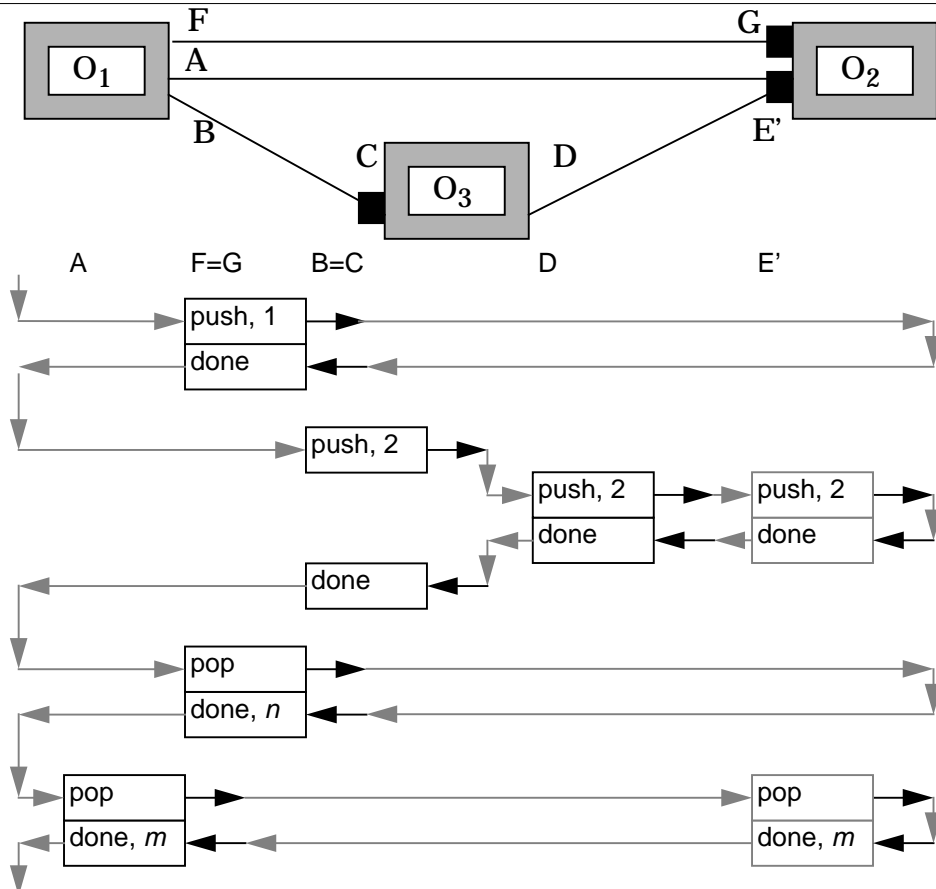 F G
O1 A O2
B C D E’
O3
A F=G B=C D E’
push, 1
done
push, 2
push, 2 push, 2
done done
done
pop
done, n
pop pop
done, m done, m